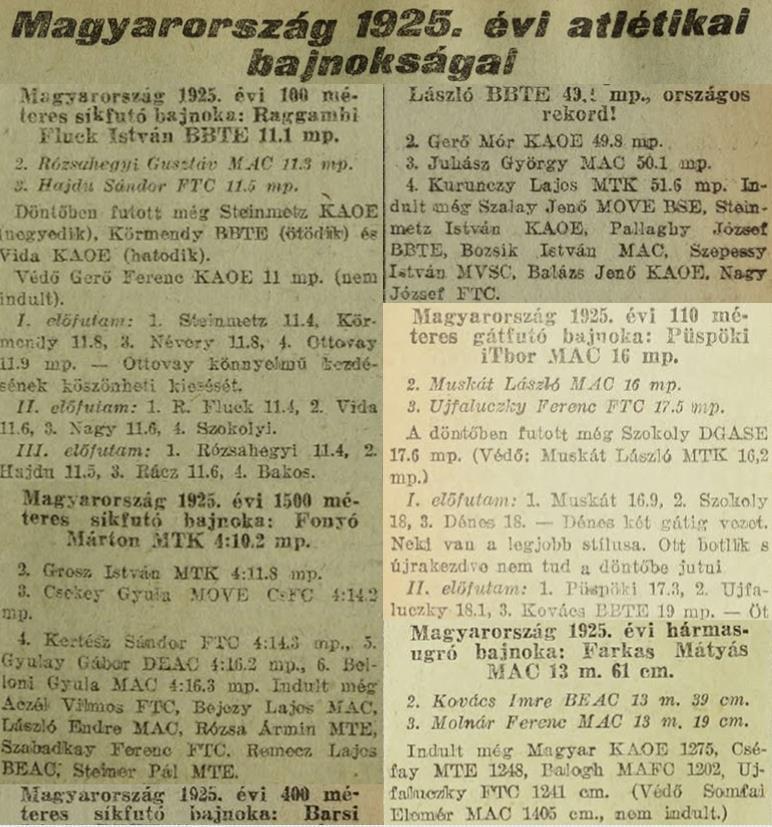 Magyarország 1925. évi atlétikai
bajnokságai
Magyarország 1925. évi 100 mé-
teres síkfutó bajnoka: Raggambi
Fluck István BBTE 11.1 mp.
2. Rózsahegyi Gusztáv MAC 11.3 mp.
3. Hajdu Sándor FTC 11.5 mp.
Döntőben futott még Steinmetz KAOE
(negyedik), Körmendy BBTE (ötödik) és
Vida KAOE (hatodik).
Védő Gerő Ferenc KAOE 11 mp. (nem
indult).
I. előfutam: 1. Steinmetz 11.4, Kör-
mendy 11.8, 3. Névery 11.8, 4. Ottovay
11.9 mp. — Ottovay könnyelmű kezdé-
sének köszönheti kiesését.
II. előfutam: 1. R. Fluck 11.4, 2. Vida
11.6, 3. Nagy 11.6, 4. Szokolyi.
III. előfutam: 1. Rózsahegyi 11.4, 2.
Hajdu 11.5, 3. Rácz 11.6, 4. Bakos.
Magyarország 1925. évi 1500 mé-
teres síkfutó bajnoka: Fonyó
Márton MTK 4:10.2 mp.
2. Grosz István MTK 4:11.8 mp.
3. Csekey Gyula MOVE 4:14.2
mp.
4. Kertész Sándor FTC 4:14.3 mp., 5.
Gyulay Gábor DEAC 4:16.2 mp., 6. Bel-
loni Gyula MAC 4:16.3 mp. Indult még
Aczél Vilmos FTC, Bejczy Lajos MAC,
László Endre MAC, Rózsa Ármin MTE,
Szabadkay Ferenc FTC. Remecz Lajos
BEAC, Steiner Pál MTE.
Magyarország 1925. évi 400 mé-
teres síkfutó bajnoka: Barsi
László BBTE mp., országos
rekord!
2. Gerő Mór KAOE 49.8 mp.
3. Juhász György MAC 50.1 mp.
4. Kurunczy Lajos MTK 51.6 mp. In-
dult még Szalay Jenő MOVE BSE, Stein-
metz István KAOE, Pallaghy József
BBTE, Bozsik István MAC, Szepessy
István MVSC, Balázs Jenő KAOE, Nagy
József FTC.
Magyarország 1925. évi 110 mé-
teres gátfutó bajnoka: Püspöki
iTbor MAC 16 mp.
2. Muskát László MAC 16 mp.
3. Ujfaluczky Ferenc FTC 17.5 mp.
A döntőben futott még Szokoly DGASE
17.6 mp. (Védő: Muskát László MTK 16,2
mp.)
I. előfutam: 1. Muskát 16.9, 2. Szokoly
18, 3. Dénes 18. — Dénes két gátig vezet.
Neki van a legjobb stílusa. Ott botlik s
újrakezdve nem tud a döntőbe jutni
II. előfutam: 1. Püspöki 17.3, 2. Ujfa-
luczky 18.1, 3. Kovács BBTE 19 mp. — Öt
Magyarország 1925. évi hármas-
ugró bajnoka: Farkas Mátyás
MAC 13 m. 61 cm.
2. Kovács Imre BEAC 13 m. 39 cm.
3. Molnár Ferenc MAC 13 m. 19 cm.
Indult még Magyar KAOE 1275, Csé-
fay MTE 1248, Balogh MAFC 1202, Uj-
faluczky FTC 1241 cm. (Védő Somfai
Elemér MAC 1405 cm., nem indult.)